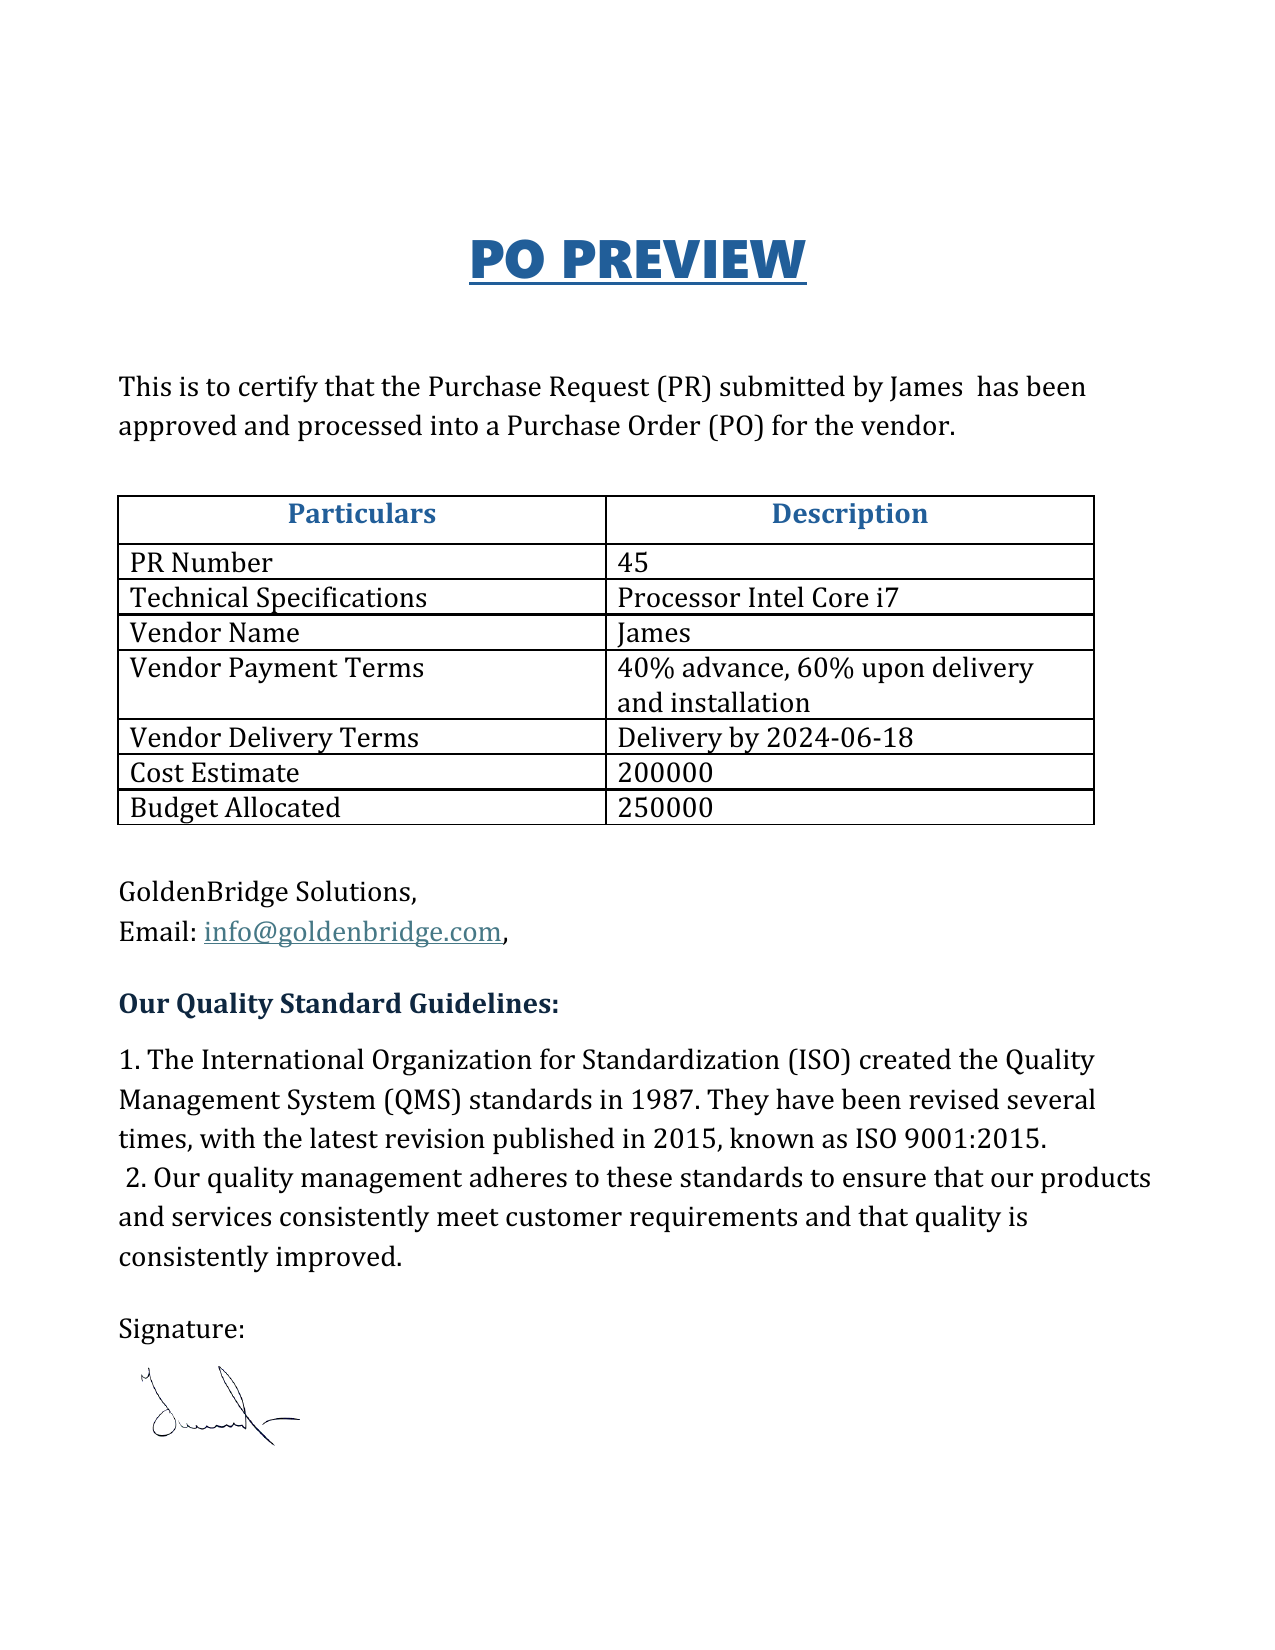 PO PREVIEW
This is to certify that the Purchase Request (PR) submitted by James  has been
approved and processed into a Purchase Order (PO) for the vendor.
Particulars Description
PR Number 45
Technical Specifications Processor Intel Core i7
Vendor Name James
Vendor Payment Terms 40% advance, 60% upon delivery
and installation
Vendor Delivery Terms Delivery by 2024-06-18
Cost Estimate 200000
Budget Allocated 250000
GoldenBridge Solutions,
Email: info@goldenbridge.com,
Our Quality Standard Guidelines:
1. The International Organization for Standardization (ISO) created the Quality
Management System (QMS) standards in 1987. They have been revised several
times, with the latest revision published in 2015, known as ISO 9001:2015.
2. Our quality management adheres to these standards to ensure that our products
and services consistently meet customer requirements and that quality is
consistently improved.
Signature: